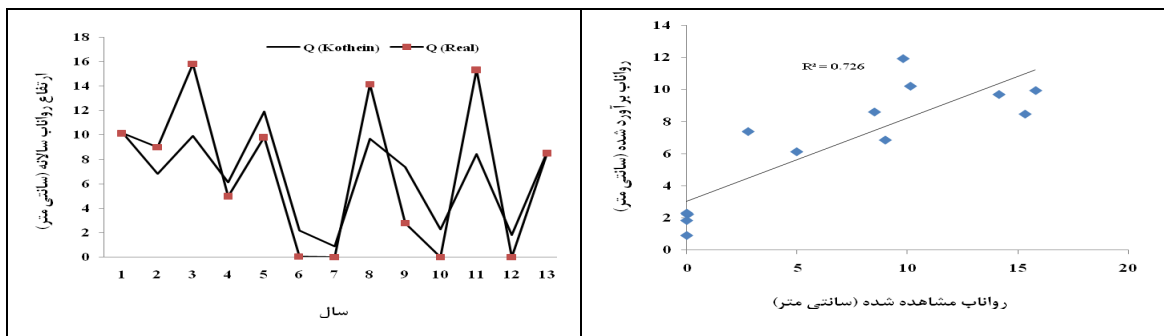 Q (Kothein) Q (Real)
ارتفاع رواناب سالانه (سانتی متر)
18
16
14
12
10
8
6
4
2
0
1 2 3 4 5 6 7 8 9 10 11 12 13
سال
R² = 0.726
رواناب برآورد شده (سانتی متر)
14
12
10
8
6
4
2
0
0 5 10 15 20
رواناب مشاهده شده (سانتی متر)